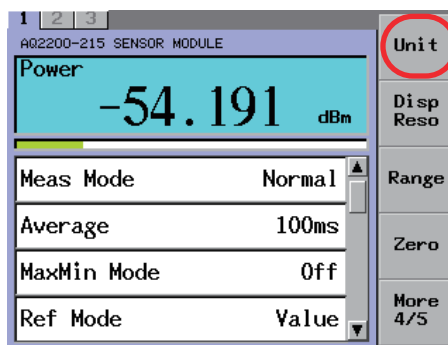 1 2 3
AQ2200-215 SENSOR MODULE
Power
-54.191 dBm
Meas Mode Normal
Average 100ms
MaxMin Mode Off
Ref Mode Value
Unit
Disp
Reso
Range
Zero
More
4/5